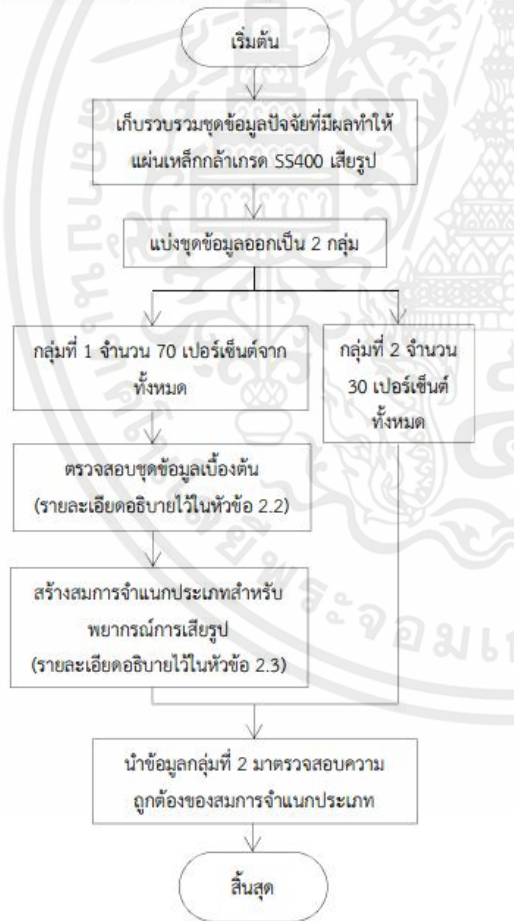 เริ่มต้น
เก็บรวบรวมชุดข้อมูลปัจจัยที่มีผลทำให้
แผ่นเหล็กกล้าเกรด SS400 เสียรูป
แบ่งชุดข้อมูลออกเป็น 2 กลุ่ม
กลุ่มที่ 1 จำนวน 70 เปอร์เซ็นต์จาก
ทั้งหมด
กลุ่มที่ 2 จำนวน
30 เปอร์เซ็นต์
ทั้งหมด
ตรวจสอบชุดข้อมูลเบื้องต้น
(รายละเอียดอธิบายไว้ในหัวข้อ 2.2)
สร้างสมการจำแนกประเภทสำหรับ
พยากรณ์การเสียรูป
(รายละเอียดอธิบายไว้ในหัวข้อ 2.3)
นำข้อมูลกลุ่มที่ 2 มาตรวจสอบความ
ถูกต้องของสมการจำแนกประเภท
สิ้นสุด